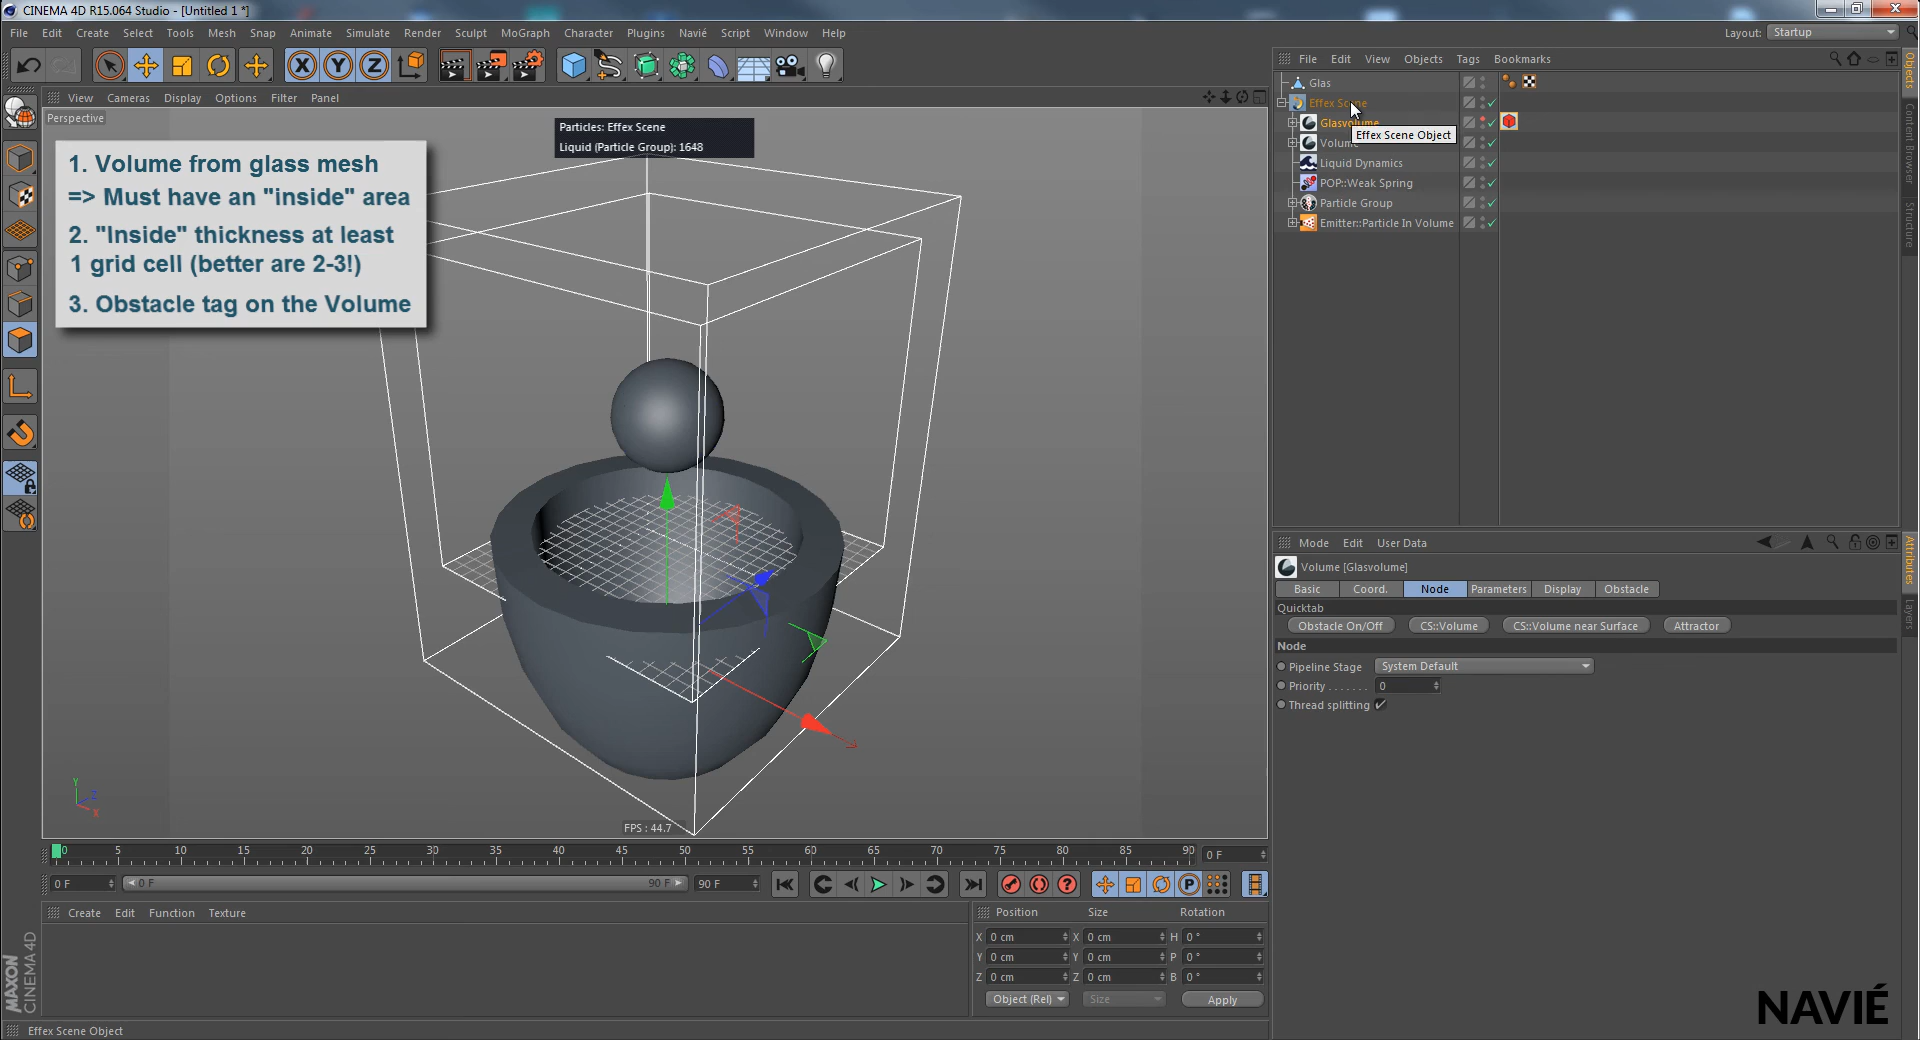 CINEMA 4D R15.064 Studio - [Untitled 1 *]
File Edit Create Select Tools Mesh Snap Animate Simulate Render Sculpt MoGraph Character Plugins Navié Script Window Help
Layout: Startup
View Cameras Display Options Filter Panel
Perspective
Particles: Effex Scene
Liquid (Particle Group): 1648
1. Volume from glass mesh
=> Must have an "inside" area
2. "Inside" thickness at least
1 grid cell (better are 2-3!)
3. Obstacle tag on the Volume
FPS : 44.7
Y
Z
X
File Edit View Objects Tags Bookmarks
Glas
Effex Scene
Glasvolume
Effex Scene Object
Volume
Liquid Dynamics
POP::Weak Spring
Particle Group
Emitter::Particle In Volume
Objects
Content Browser
Structure
Mode Edit User Data
Volume [Glasvolume]
Basic Coord. Node Parameters Display Obstacle
Quicktab
Obstacle On/Off CS::Volume CS::Volume near Surface Attractor
Node
Pipeline Stage System Default
Priority . . . . . . . 0
Thread splitting
Attributes
Layers
0 5 10 15 20 25 30 35 40 45 50 55 60 65 70 75 80 85 90 0 F
0 F 0 F 90 F 90 F
Create Edit Function Texture
Position Size Rotation
X 0 cm X 0 cm H 0 °
Y 0 cm Y 0 cm P 0 °
Z 0 cm Z 0 cm B 0 °
Object (Rel) Size Apply
MAXON
CINEMA 4D
Effex Scene Object
NAVIÉ